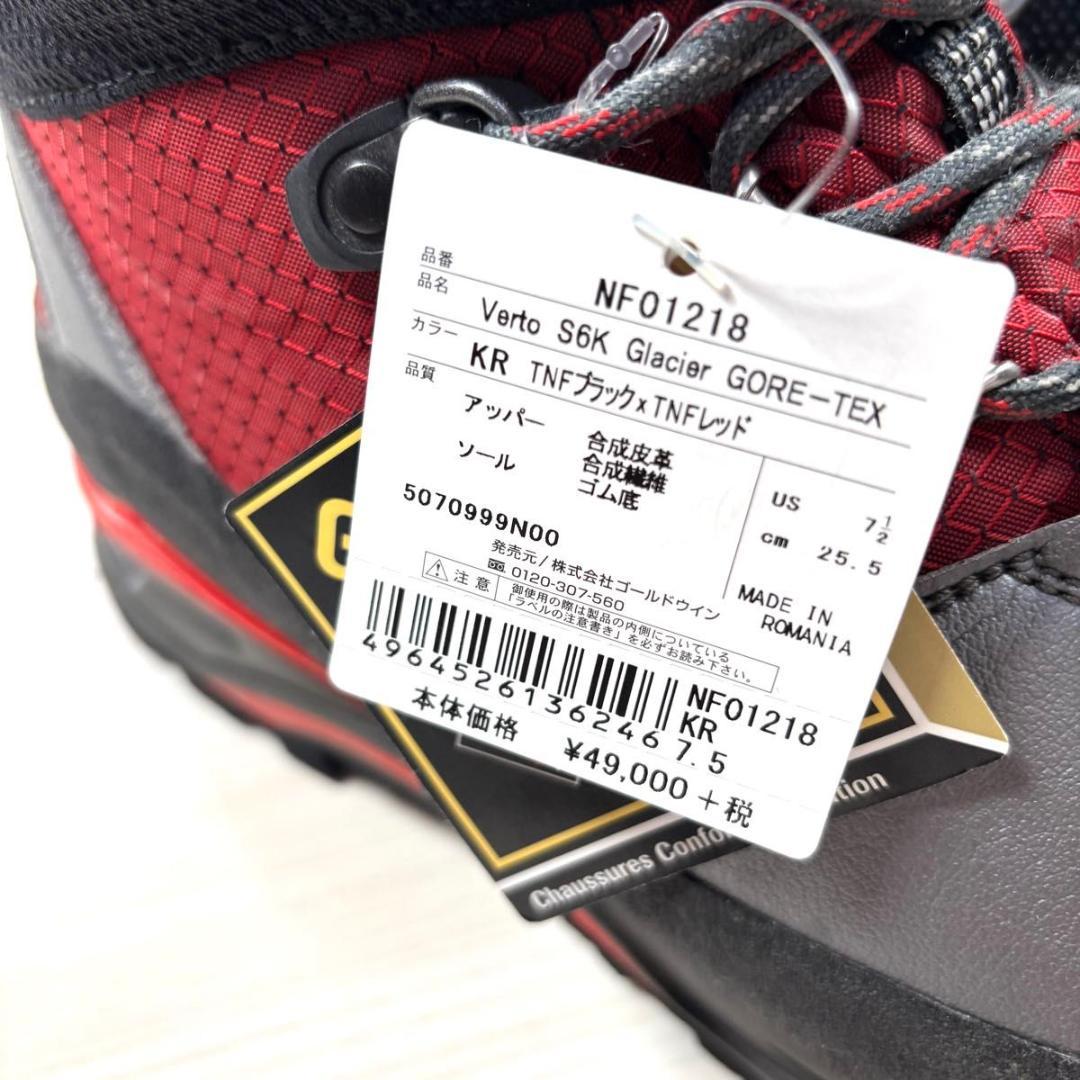 品番 NF01218
品名 Verto S6K Glacier GORE-TEX
カラー KR TNFブラックxTNFレッド
品質
アッパー 合成皮革
合成繊維
ソール ゴム底
US 7½
cm 25.5
5070999N00
MADE IN
ROMANIA
発売元/株式会社ゴールドウイン
0120-307-560
注意 御使用の際は製品の内側についている
「ラベルの注意書き」を必ずお読み下さい。
4964526136246
NF01218
KR
7.5
本体価格 ¥49,000+税
G
Chaussures Confo
tion